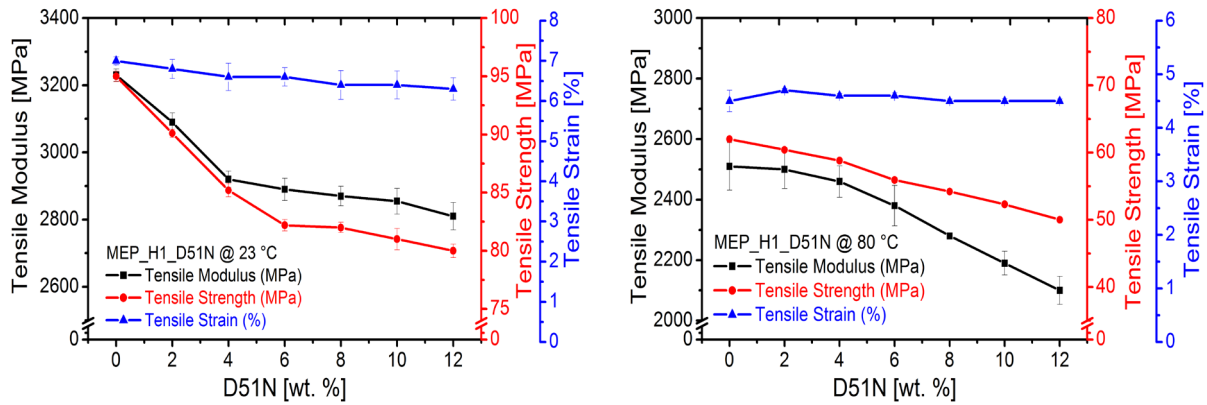 3400
3200
3000
2800
2600
0
Tensile Modulus [MPa]
100
95
90
85
80
75
0
Tensile Strength [MPa]
8
7
6
5
4
3
2
1
0
Tensile Strain [%]
MEP_H1_D51N @ 23 °C
Tensile Modulus (MPa)
Tensile Strength (MPa)
Tensile Strain (%)
0 2 4 6 8 10 12
D51N [wt. %]
3000
2800
2600
2400
2200
2000
0
Tensile Modulus [MPa]
80
70
60
50
40
0
Tensile Strength [MPa]
6
5
4
3
2
1
0
Tensile Strain [%]
MEP_H1_D51N @ 80 °C
Tensile Modulus (MPa)
Tensile Strength (MPa)
Tensile Strain (%)
0 2 4 6 8 10 12
D51N [wt. %]